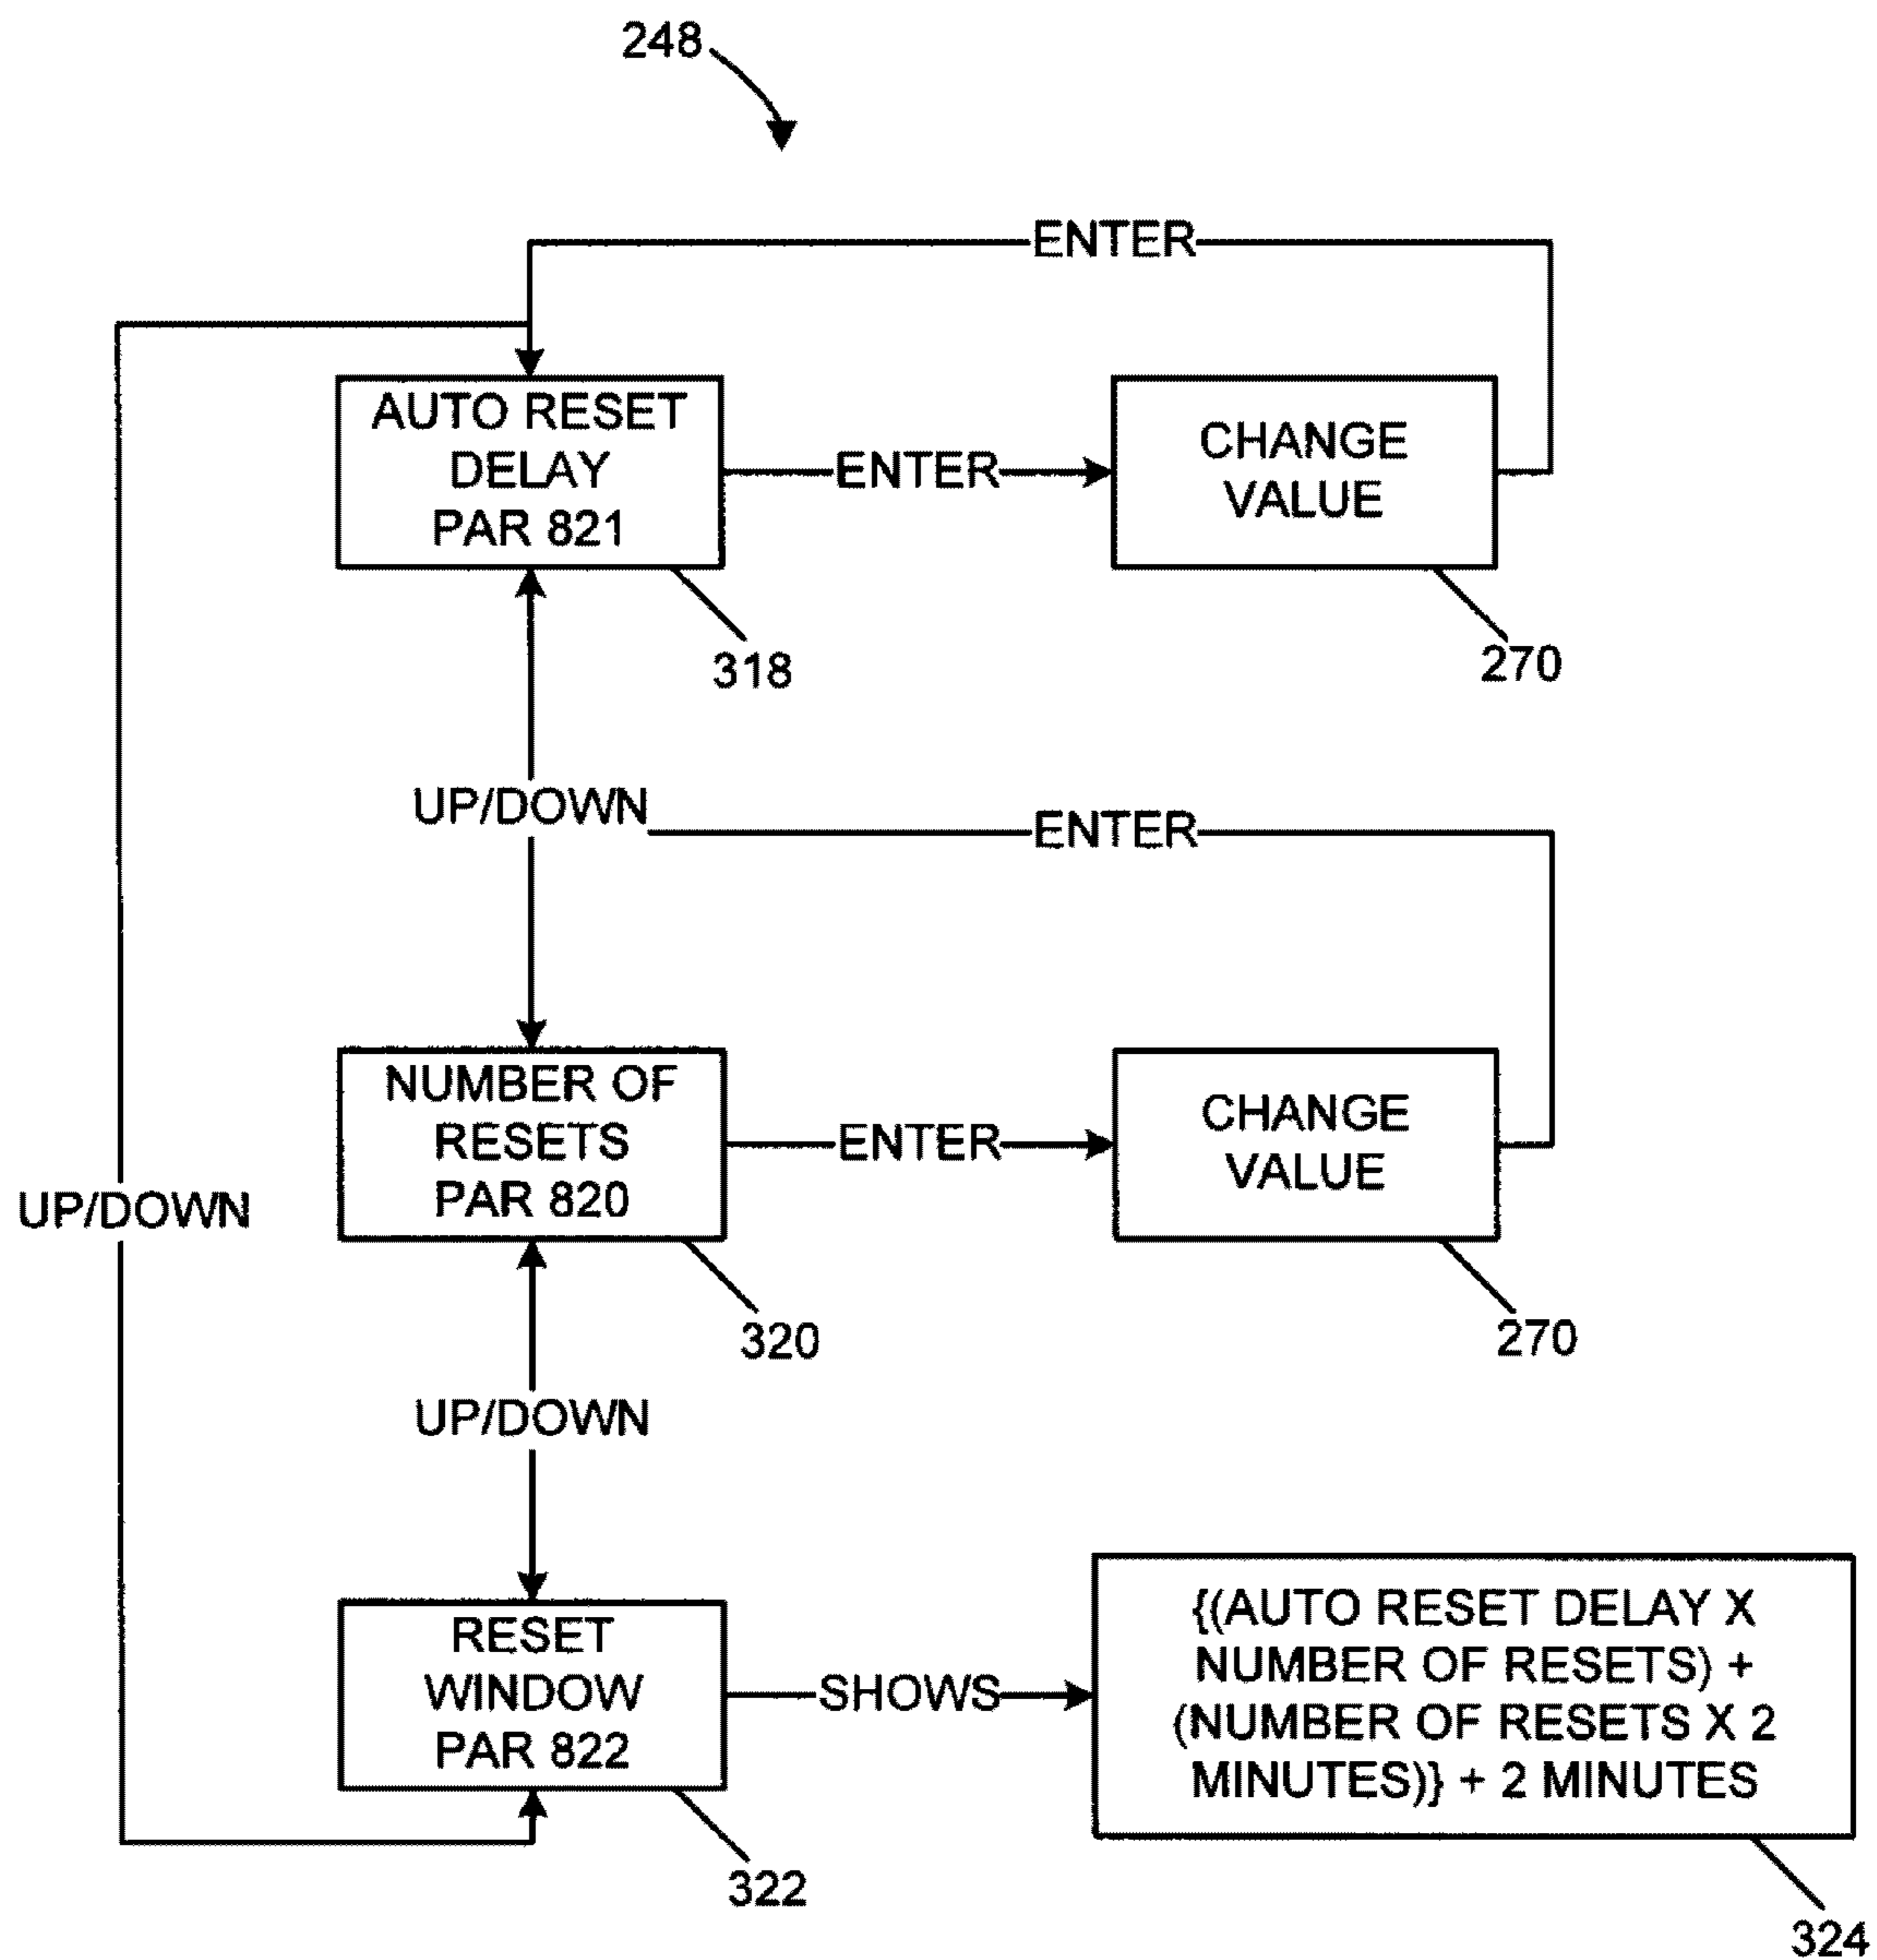 248
ENTER
AUTO RESET
DELAY
PAR 821
ENTER
CHANGE
VALUE
318
270
UP/DOWN
ENTER
NUMBER OF
RESETS
PAR 820
ENTER
CHANGE
VALUE
UP/DOWN
320
270
UP/DOWN
RESET
WINDOW
PAR 822
SHOWS
{(AUTO RESET DELAY X
NUMBER OF RESETS) +
(NUMBER OF RESETS X 2
MINUTES)} + 2 MINUTES
322
324